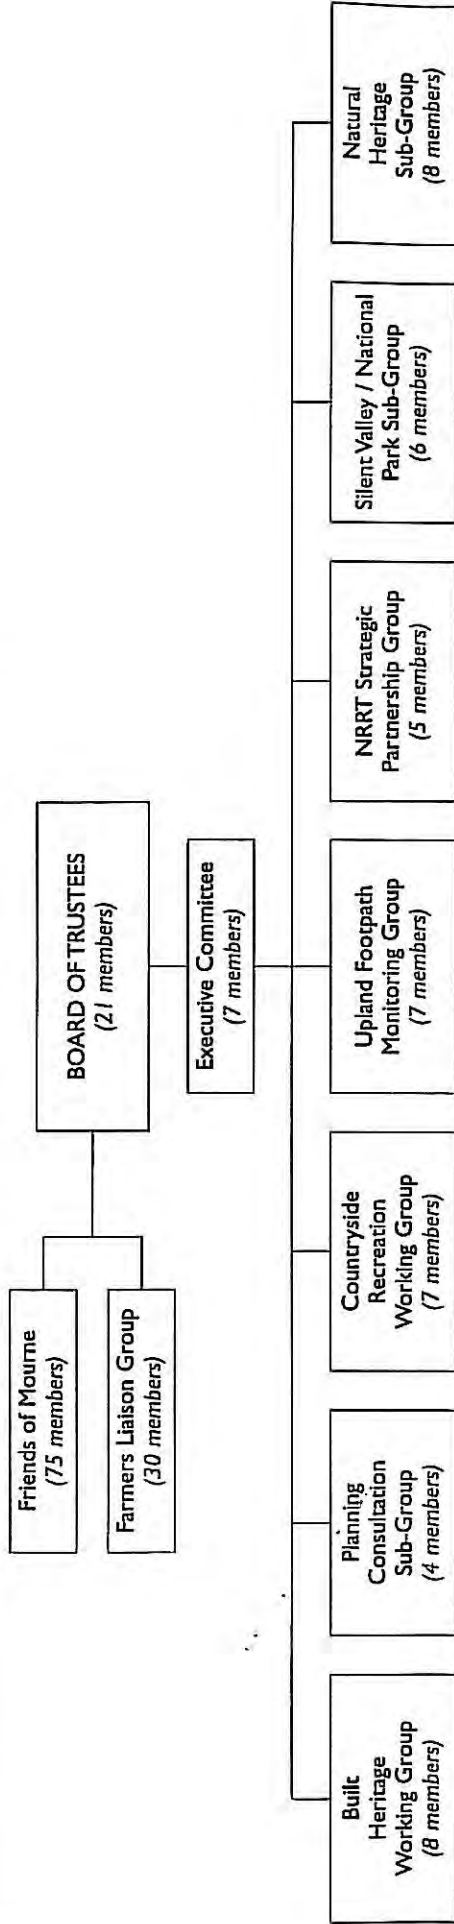 Friends of Mourne
(75 members)
Farmers Liaison Group
(30 members)
BOARD OF TRUSTEES
(21 members)
Executive Committee
(7 members)
Built
Heritage
Working Group
(8 members)
Planning
Consultation
Sub-Group
(4 members)
Countryside
Recreation
Working Group
(7 members)
Upland Footpath
Monitoring Group
(7 members)
NRRT Strategic
Partnership Group
(5 members)
Silent Valley / National
Park Sub-Group
(6 members)
Natural
Heritage
Sub-Group
(8 members)